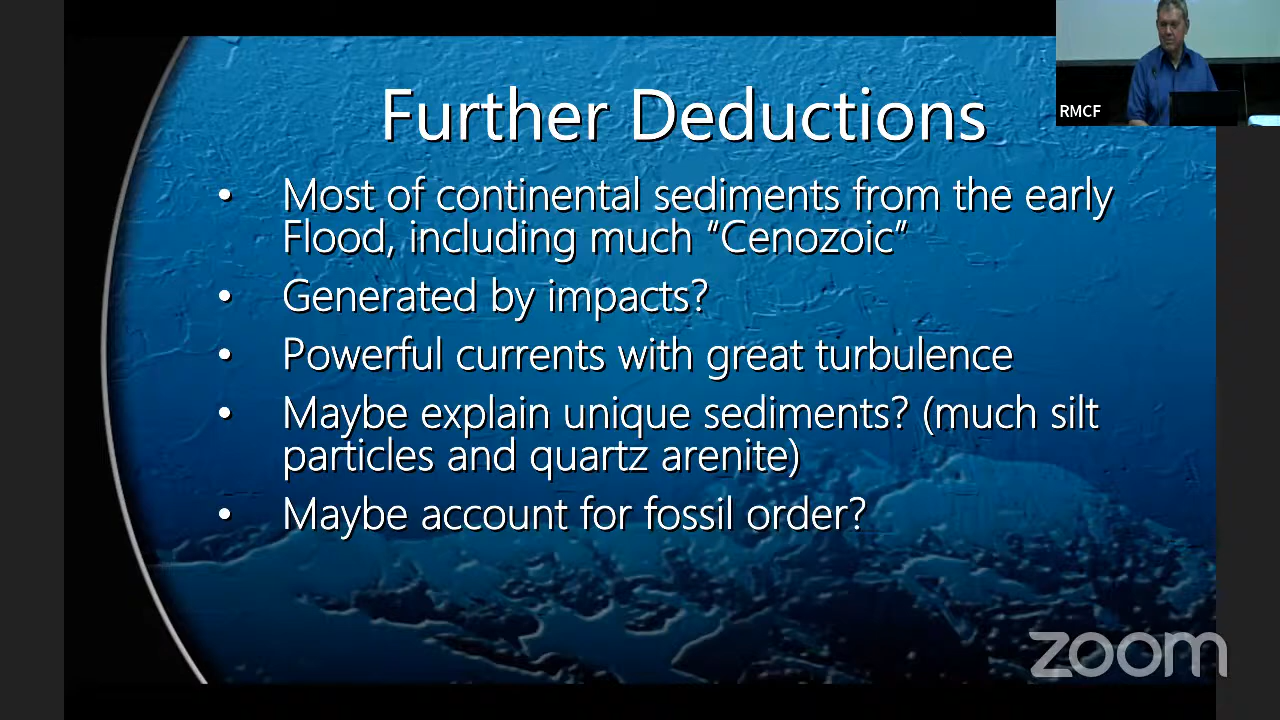 RMCF
Further Deductions
• Most of continental sediments from the early
Flood, including much "Cenozoic"
• Generated by impacts?
• Powerful currents with great turbulence
• Maybe explain unique sediments? (much silt
particles and quartz arenite)
• Maybe account for fossil order?
zoom